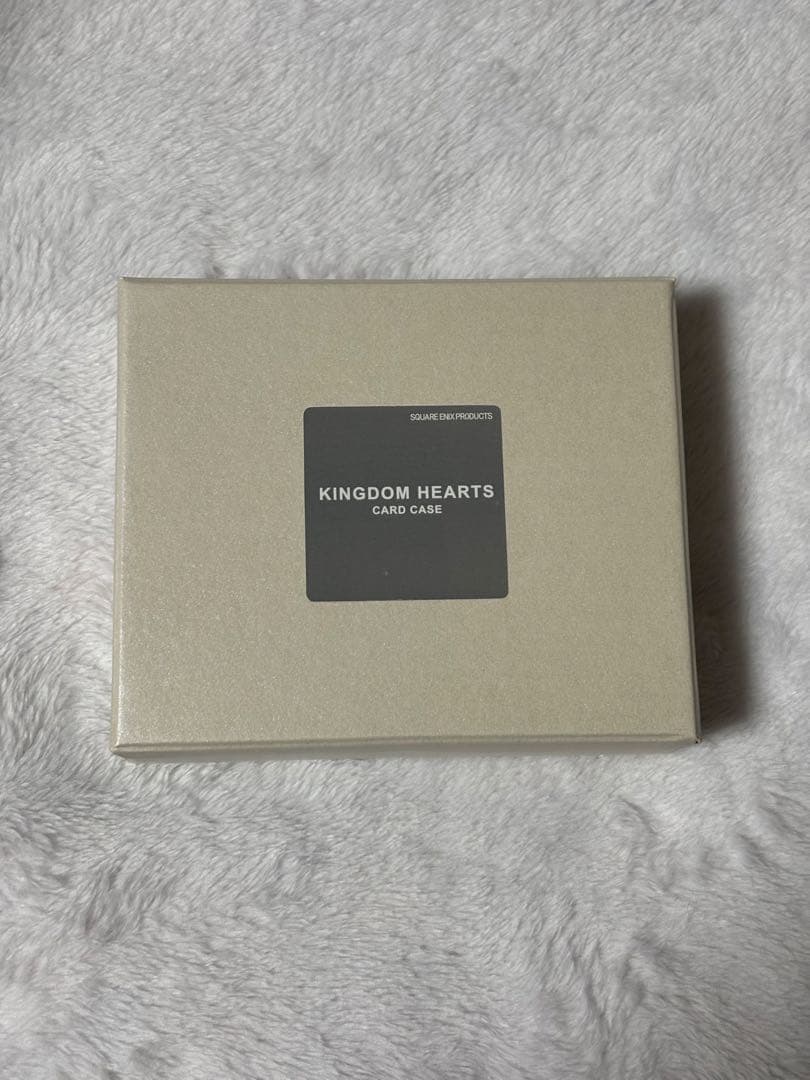 SQUARE ENIX PRODUCTS
KINGDOM HEARTS
CARD CASE